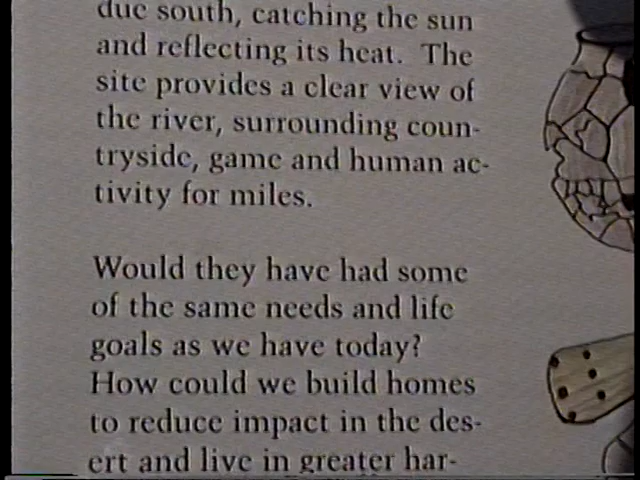 due south, catching the sun
and reflecting its heat. The
site provides a clear view of
the river, surrounding coun-
tryside, game and human ac-
tivity for miles.
Would they have had some
of the same needs and life
goals as we have today?
How could we build homes
to reduce impact in the des-
ert and live in greater har-